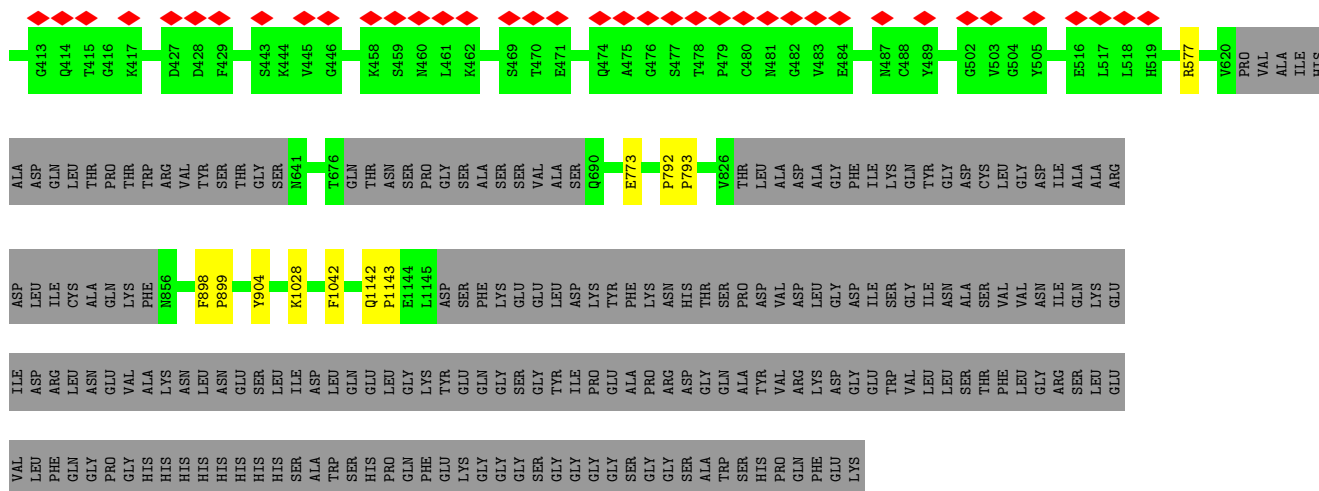 G413 Q414 T415 G416 K417 D427 D428 F429 S443 K444 V445 G446 K458 S459 N460 L461 K462 S469 T470 E471 Q474 A475 G476 S477 T478 P479 C480 N481 G482 V483 E484 N487 C488 Y489 G502 V503 G504 Y505 E516 L517 L518 H519 R577 V620 PRO VAL ALA ILE HIS
ALA ASP GLN LEU THR PRO THR TRP ARG VAL TYR SER THR GLY SER N641 T676 GLN THR ASN SER PRO GLY SER ALA SER SER VAL ALA SER Q690 E773 P792 P793 V826 THR LEU ALA ASP ALA GLY PHE ILE LYS GLN TYR GLY ASP CYS LEU GLY ASP ILE ALA ALA ARG
ASP LEU ILE CYS ALA GLN LYS PHE N856 F898 P899 Y904 K1028 F1042 Q1142 P1143 E1144 L1145 ASP SER PHE LYS GLU GLU LEU ASP LYS TYR PHE LYS ASN HIS THR SER PRO ASP VAL ASP LEU GLY ASP ILE SER GLY ILE ASN ALA SER VAL VAL ASN ILE GLN LYS GLU
ILE ASP ARG LEU ASN GLU VAL ALA LYS ASN LEU ASN GLU SER LEU ILE ASP LEU GLN GLU LEU GLY LYS TYR GLU GLN GLY SER GLY TYR ILE PRO GLU ALA PRO ARG ASP GLY GLN ALA TYR VAL ARG LYS ASP GLY GLU TRP VAL LEU LEU SER THR PHE LEU GLY ARG SER LEU GLU
VAL LEU PHE GLN GLY PRO GLY HIS HIS HIS HIS HIS HIS HIS HIS SER ALA TRP SER HIS PRO GLN PHE GLU LYS GLY GLY GLY SER GLY GLY GLY GLY SER GLY GLY SER ALA TRP SER HIS PRO GLN PHE GLU LYS